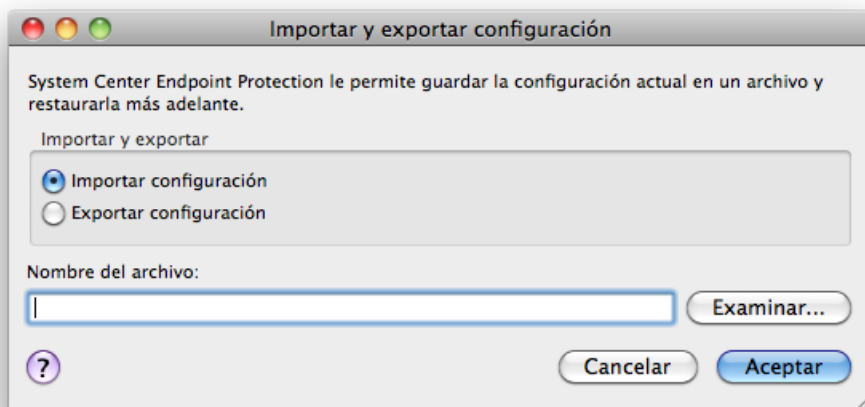 Importar y exportar configuración
System Center Endpoint Protection le permite guardar la configuración actual en un archivo y
restaurarla más adelante.
Importar y exportar
Importar configuración
Exportar configuración
Nombre del archivo:
Examinar...
?
Cancelar
Aceptar